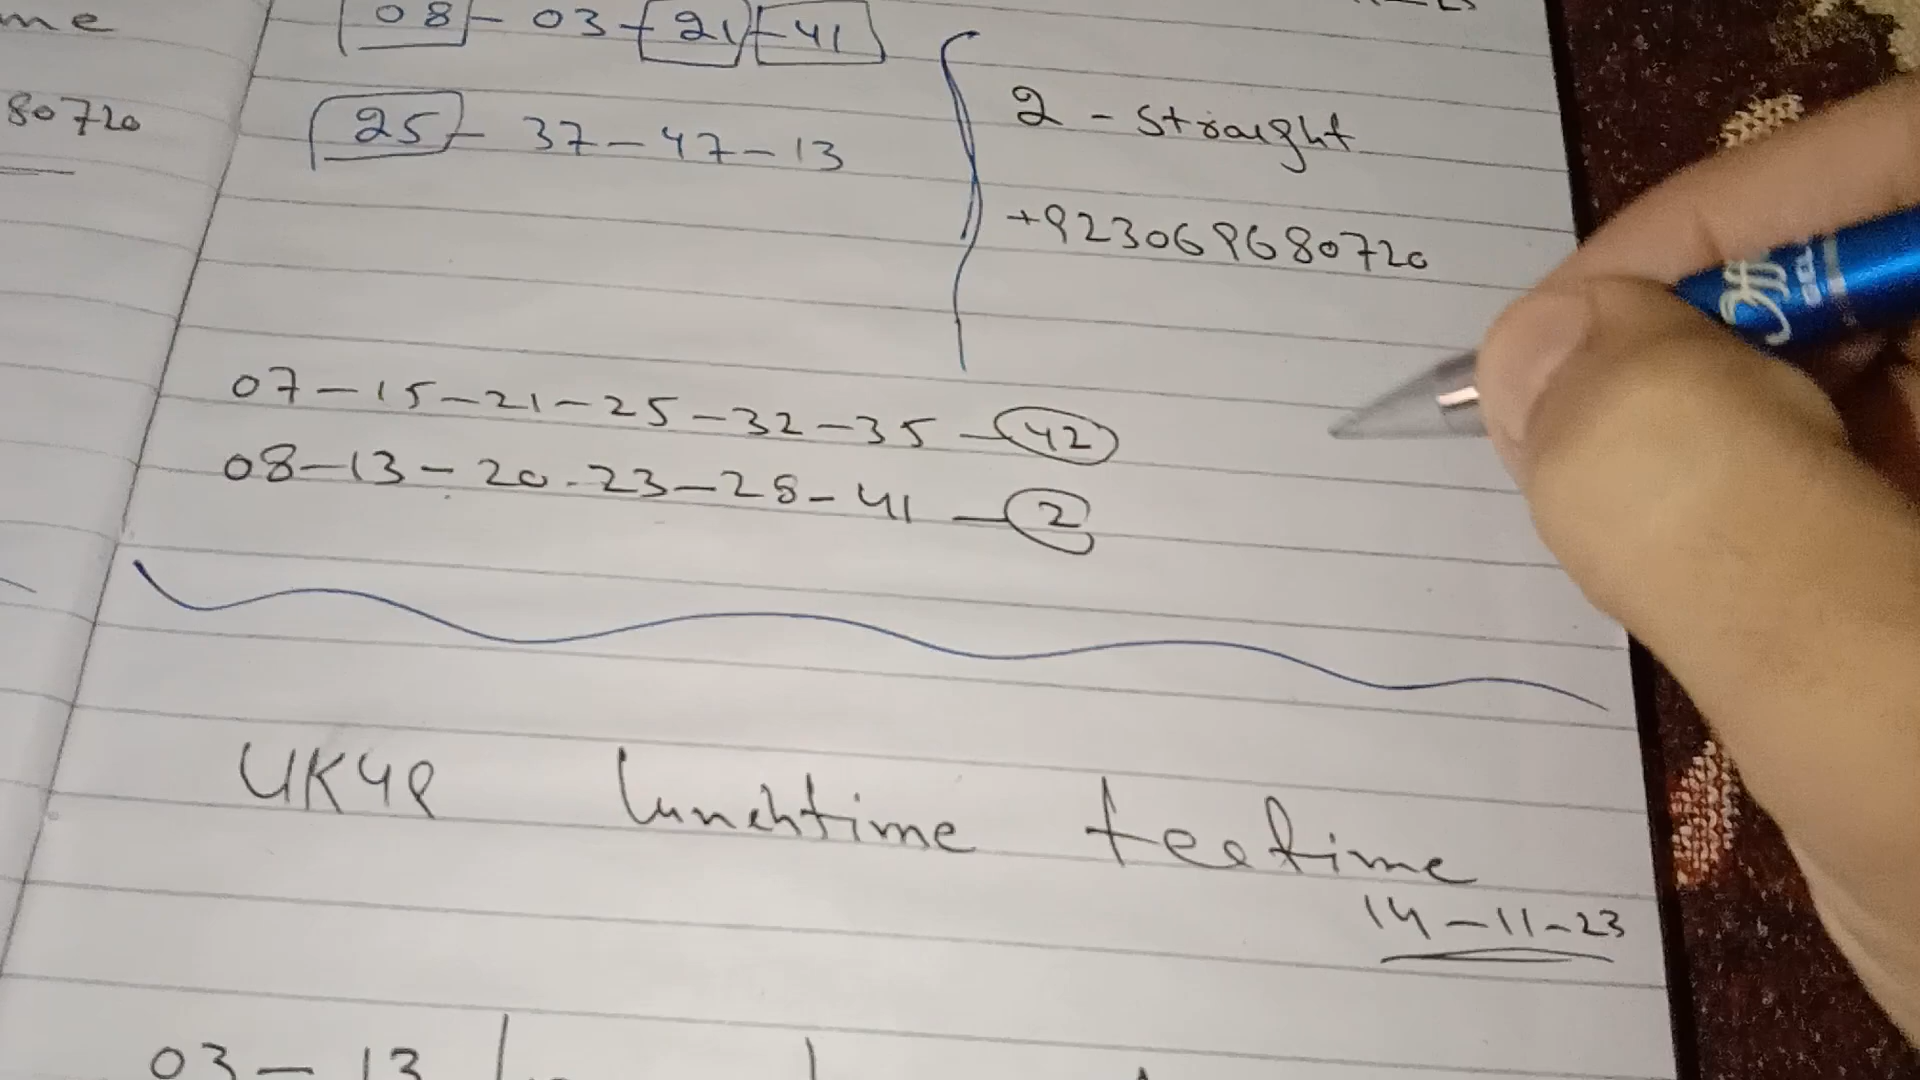 me
80720
08 - 03 - 21 - 41
25 - 37 - 47 - 13
2 - straight
+923069680720
07 - 15 - 21 - 25 - 32 - 35 - 42
08 - 13 - 20 - 23 - 28 - 41 - 2
UK49 lunchtime teetime
14 - 11 - 23
03 - 13